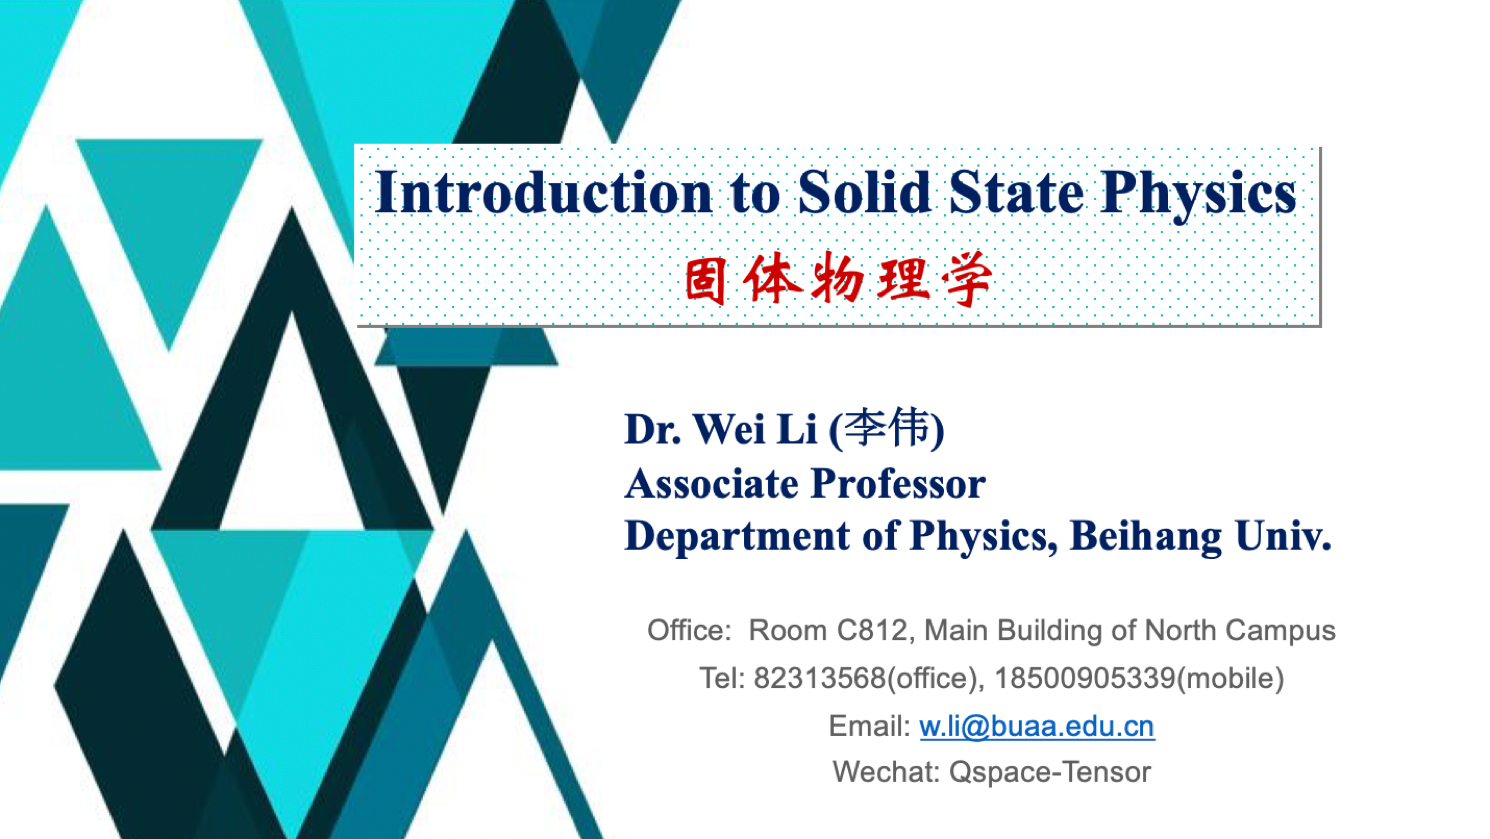 Introduction to Solid State Physics
固体物理学
Dr. Wei Li (李伟)
Associate Professor
Department of Physics, Beihang Univ.
Office:  Room C812, Main Building of North Campus
Tel: 82313568(office), 18500905339(mobile)
Email: w.li@buaa.edu.cn
Wechat: Qspace-Tensor